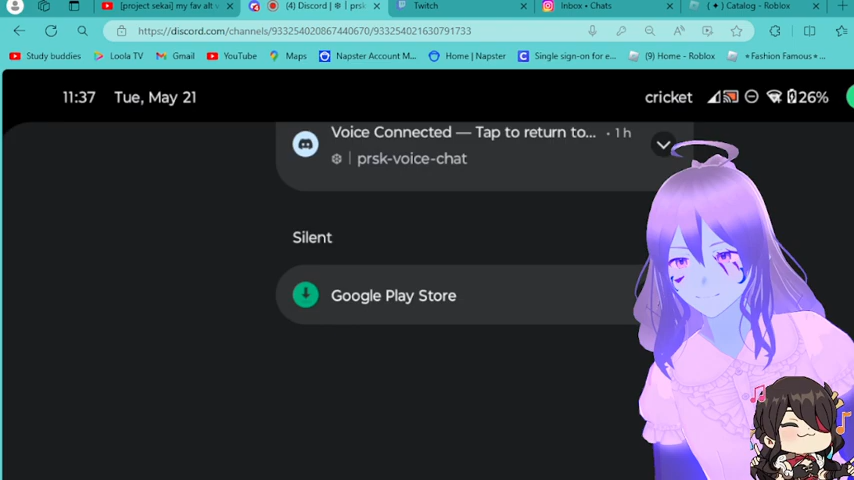 [project sekai] my fav alt v
(4) Discord | ❄ | prsk
Twitch
Inbox • Chats
( ✦ ) Catalog - Roblox
https://discord.com/channels/933254020867440670/933254021630791733
Study buddies
Loola TV
Gmail
YouTube
Maps
Napster Account M...
Home | Napster
Single sign-on for e...
(9) Home - Roblox
★Fashion Famous★...
11:37 Tue, May 21
cricket
26%
Voice Connected — Tap to return to... • 1 h
❄ | prsk-voice-chat
Silent
Google Play Store